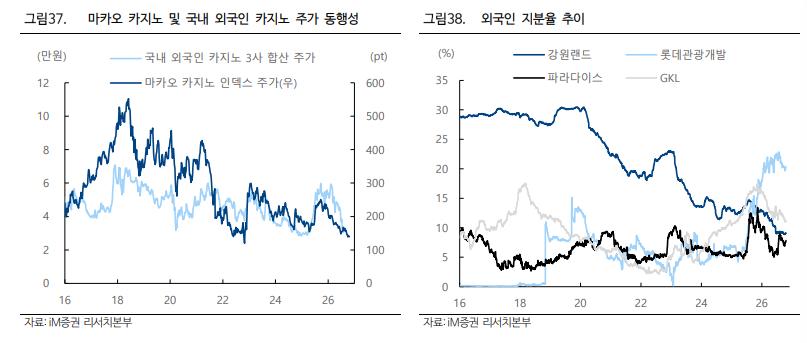 그림37. 마카오 카지노 및 국내 외국인 카지노 주가 동행성
(만원) (pt)
국내 외국인 카지노 3사 합산 주가
마카오 카지노 인덱스 주가(우)
12 600
10 500
8 400
6 300
4 200
2 100
0 0
16 18 20 22 24 26
자료: iM증권 리서치본부
그림38. 외국인 지분율 추이
(%)
강원랜드 롯데관광개발
파라다이스 GKL
35
30
25
20
15
10
5
0
16 18 20 22 24 26
자료: iM증권 리서치본부